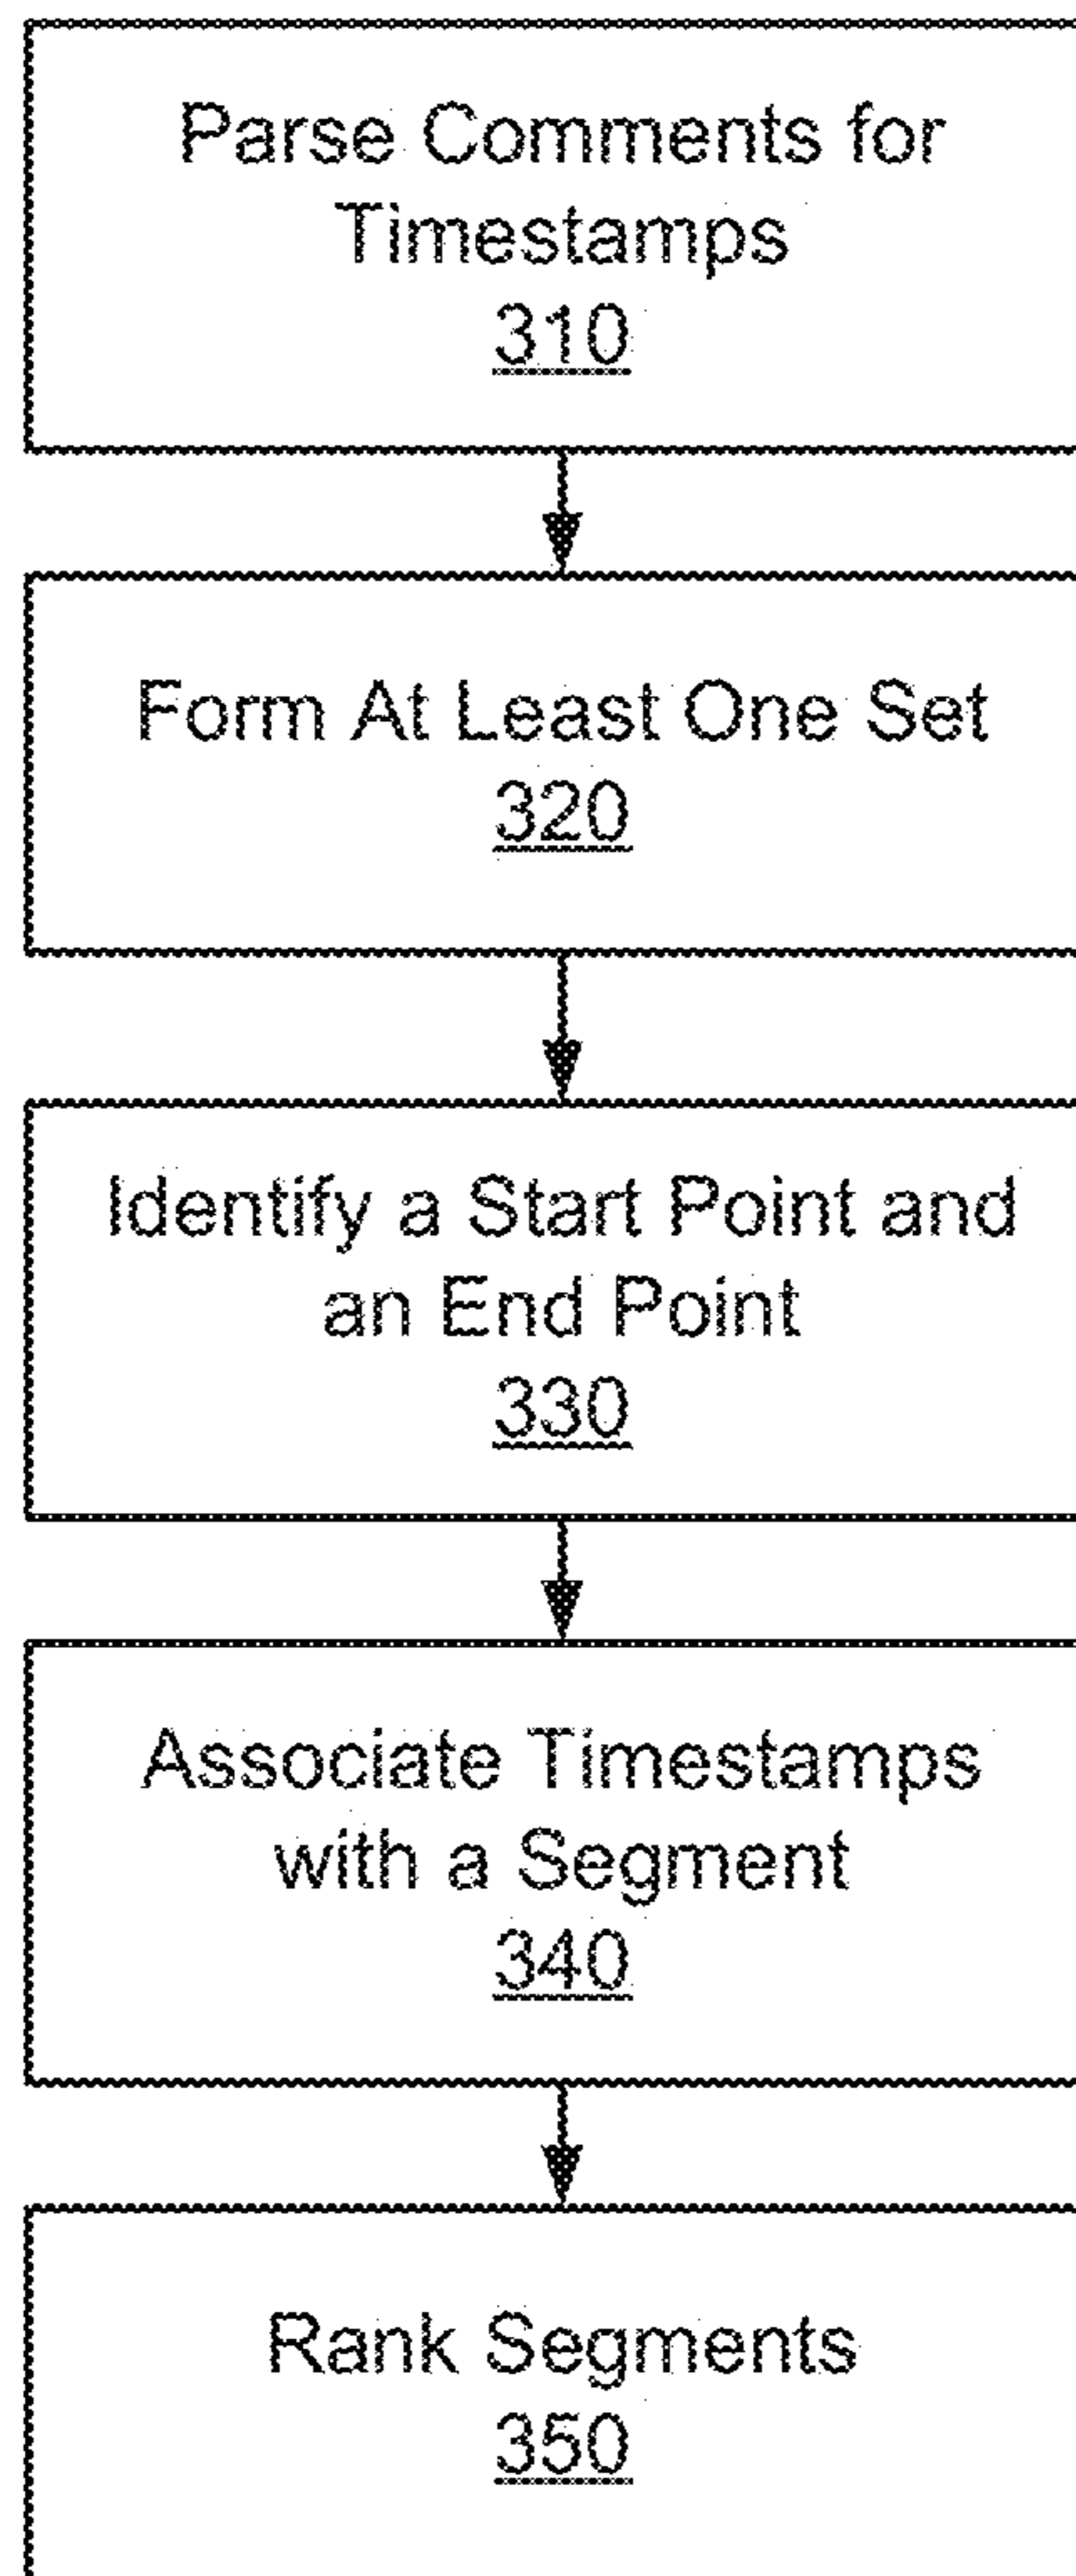 Parse Comments for
Timestamps
310
Form At Least One Set
320
Identify a Start Point and
an End Point
330
Associate Timestamps
with a Segment
340
Rank Segments
350